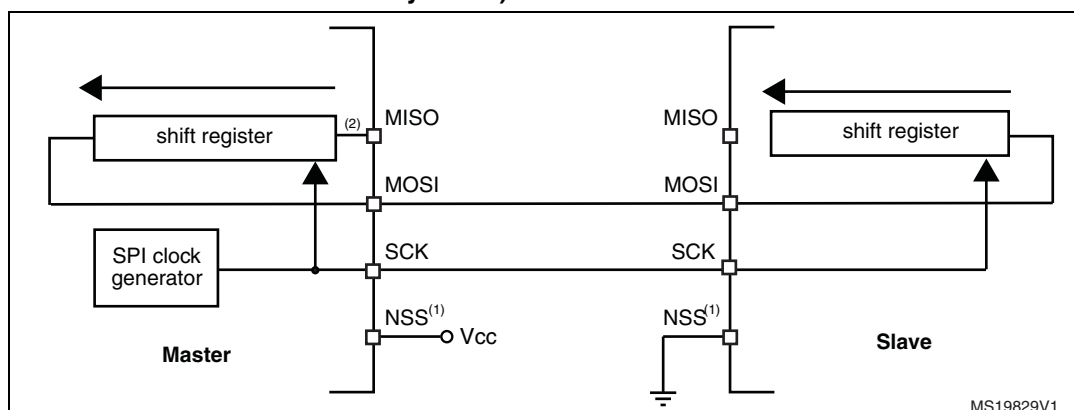 shift register
(2)
MISO
MOSI
SPI clock
generator
SCK
NSS(1)
Vcc
Master
MISO
shift register
MOSI
SCK
NSS(1)
Slave
MS19829V1